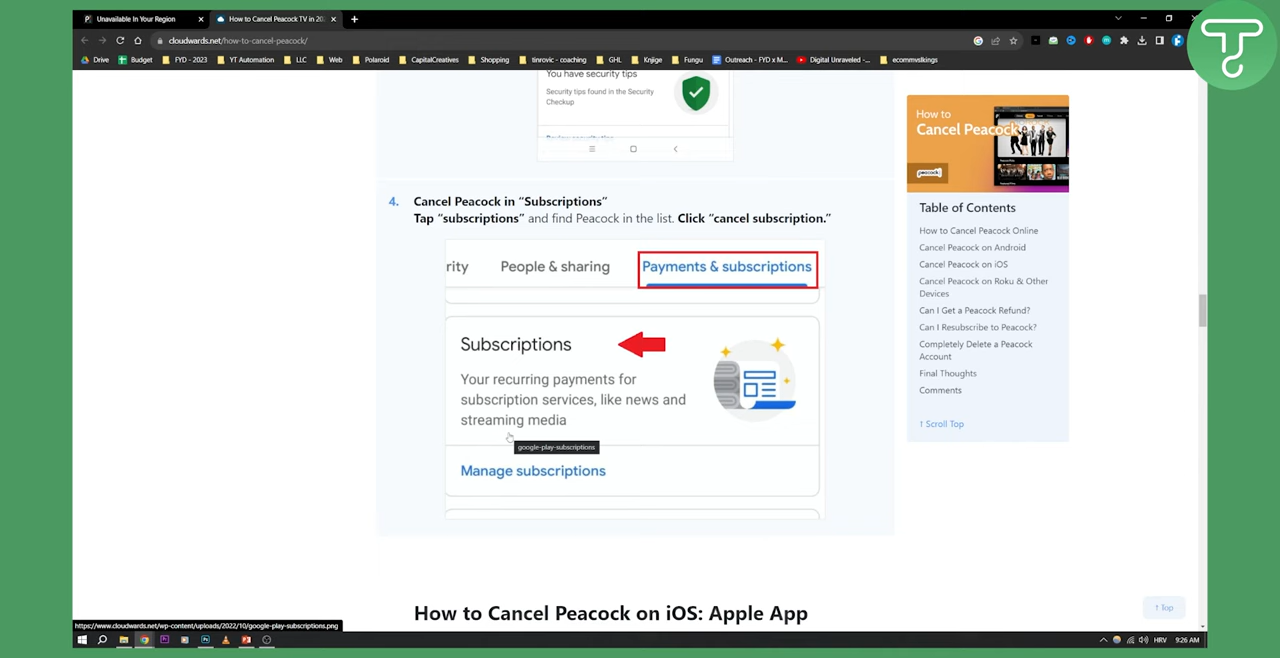 Unavailable In Your Region
How to Cancel Peacock TV in 202
cloudwards.net/how-to-cancel-peacock/
Drive
Budget
FYD - 2023
YT Automation
LLC
Web
Polaroid
CapitalCreatives
Shopping
tinrovic - coaching
GHL
Knjige
Fungu
Outreach - FYD x M...
Digital Unraveled -...
ecommvslkings
You have security tips
Security tips found in the Security
Checkup
4. Cancel Peacock in “Subscriptions”
Tap “subscriptions” and find Peacock in the list. Click “cancel subscription.”
rity People & sharing Payments & subscriptions
Subscriptions
Your recurring payments for
subscription services, like news and
streaming media
google-play-subscriptions
Manage subscriptions
How to Cancel Peacock on iOS: Apple App
How to
Cancel Peacock
peacock
Table of Contents
How to Cancel Peacock Online
Cancel Peacock on Android
Cancel Peacock on iOS
Cancel Peacock on Roku & Other
Devices
Can I Get a Peacock Refund?
Can I Resubscribe to Peacock?
Completely Delete a Peacock
Account
Final Thoughts
Comments
↑ Scroll Top
↑ Top
https://www.cloudwards.net/wp-content/uploads/2022/10/google-play-subscriptions.png
HRV
9:26 AM